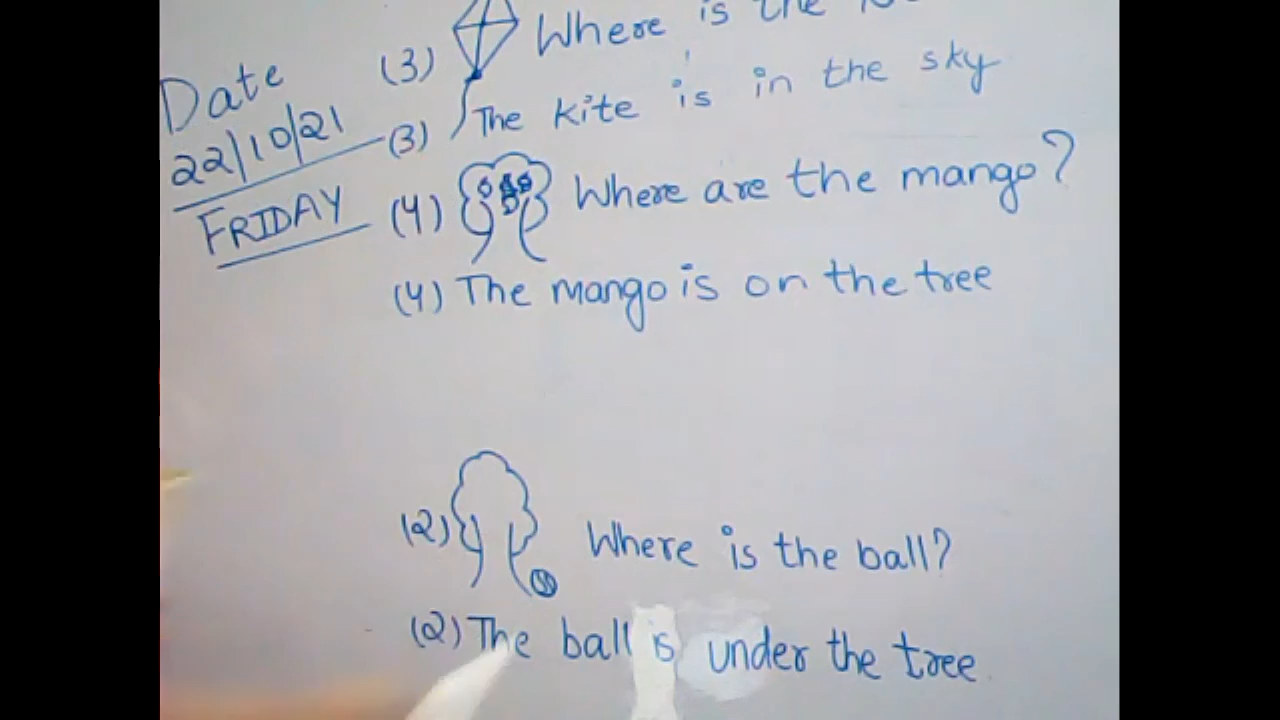 Date
22/10/21
FRIDAY
(3) Where is the
(3) The kite is in the sky
(4) Where are the mango?
(4) The mango is on the tree
(2) Where is the ball?
(2) The ball is under the tree